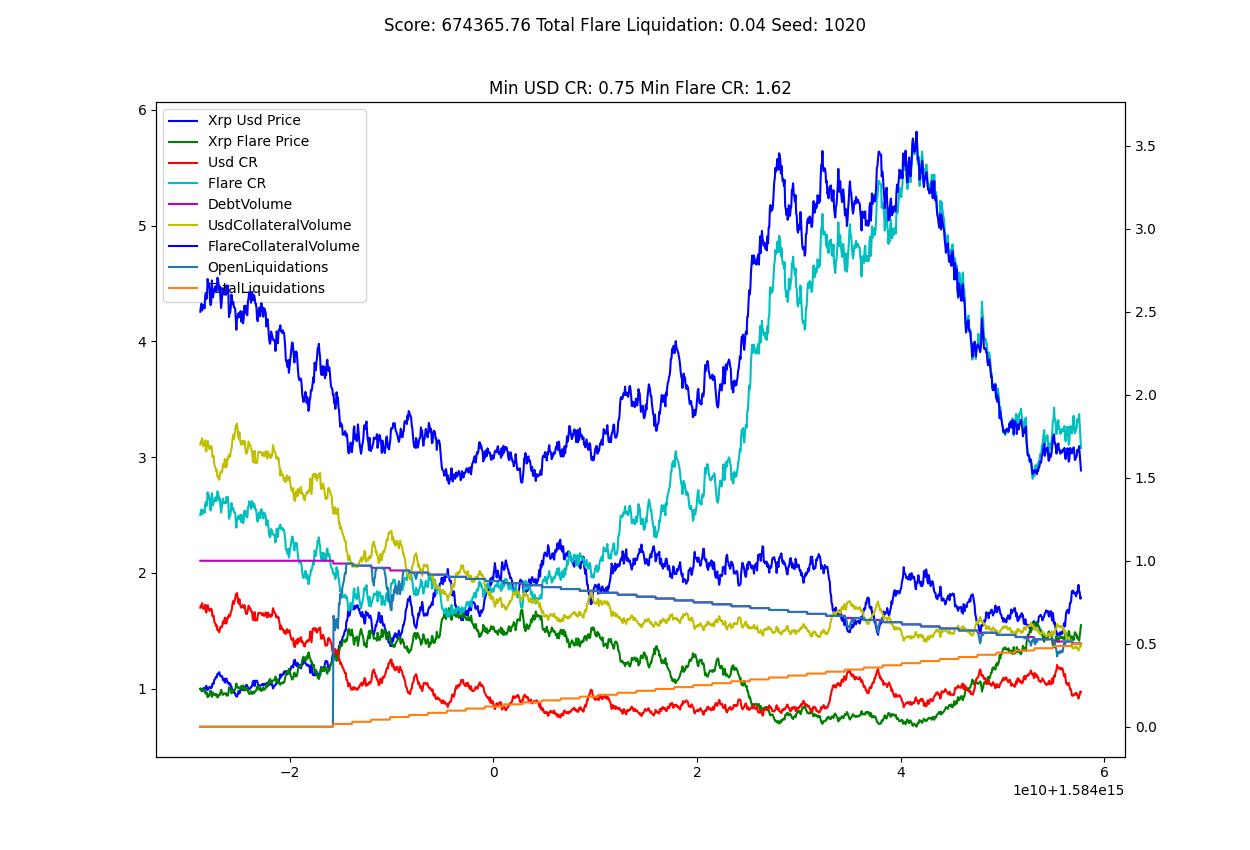 Score: 674365.76 Total Flare Liquidation: 0.04 Seed: 1020
Min USD CR: 0.75 Min Flare CR: 1.62
Xrp Usd Price
Xrp Flare Price
Usd CR
Flare CR
DebtVolume
UsdCollateralVolume
FlareCollateralVolume
OpenLiquidations
TotalLiquidations
6
5
4
3
2
1
3.5
3.0
2.5
2.0
1.5
1.0
0.5
0.0
−2 0 2 4 6
1e10+1.584e15